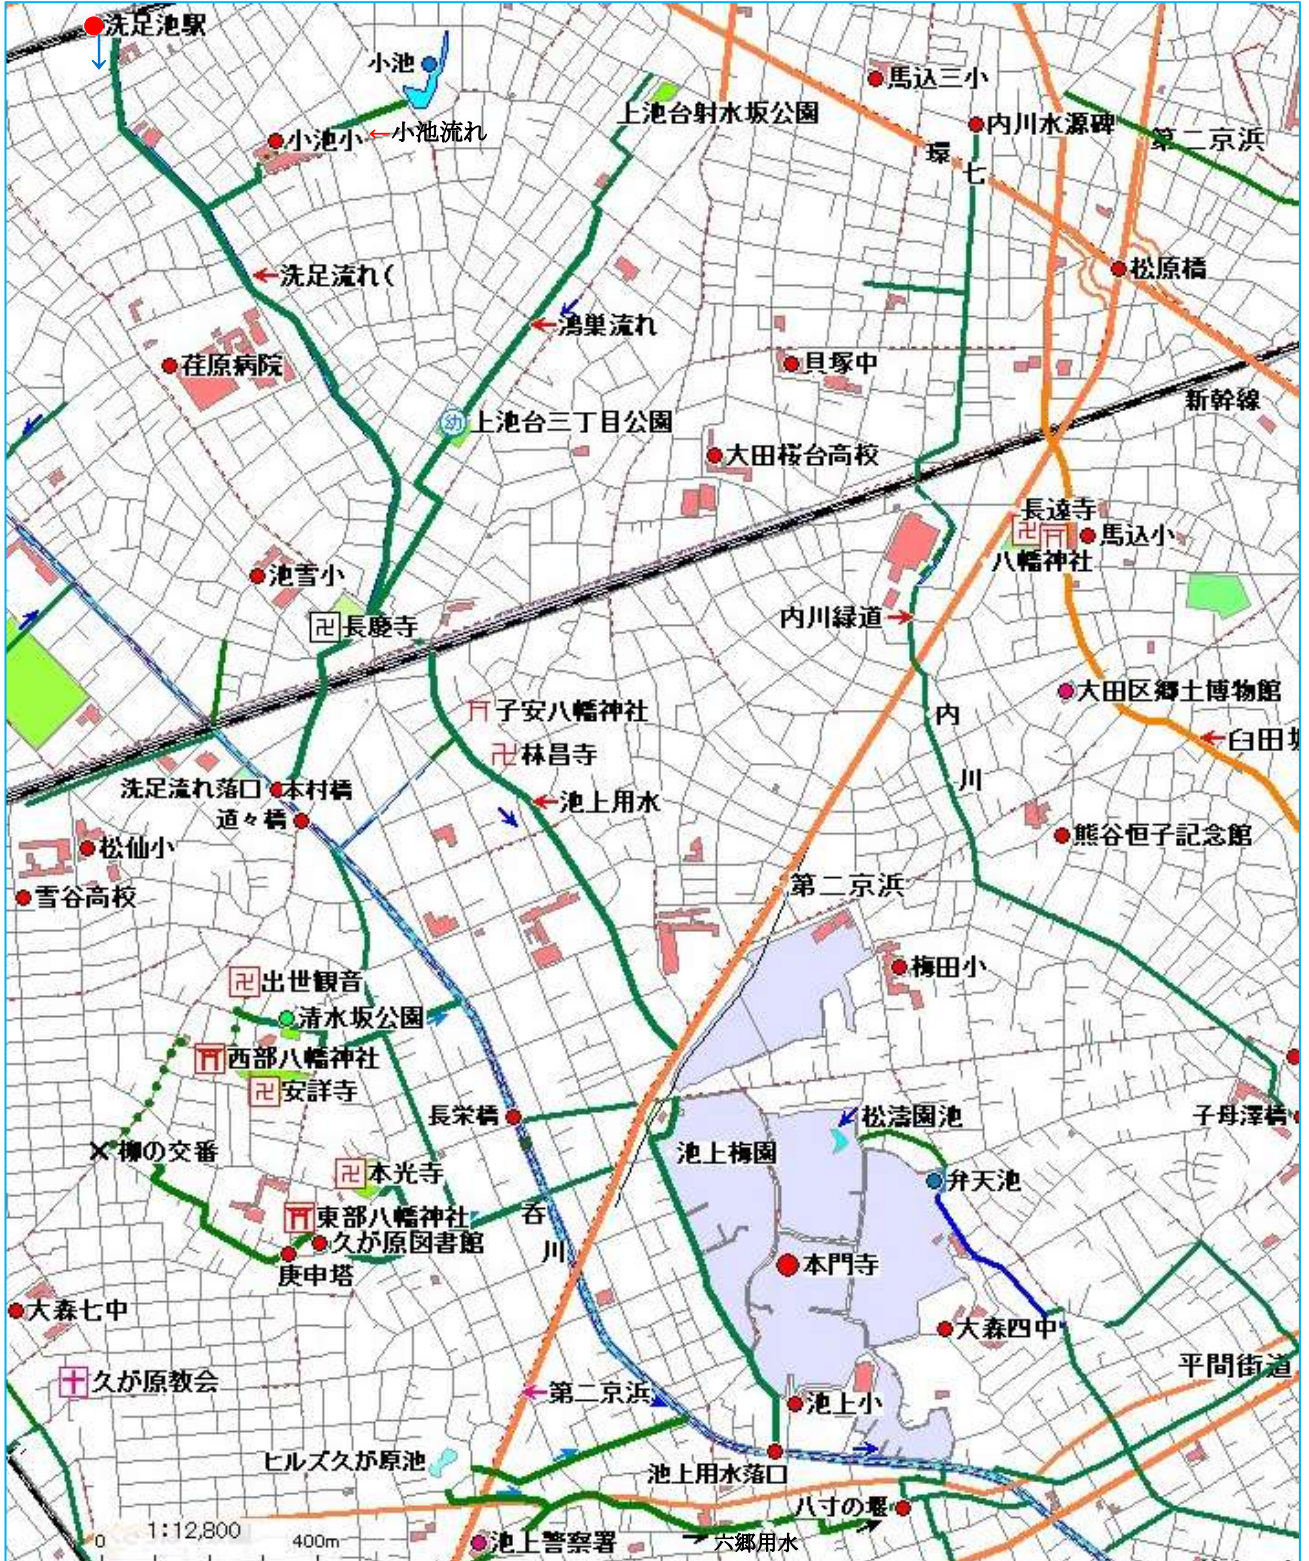 洗足池駅
小池
馬込三小
上池台射水坂公園
内川水源碑
小池小
←小池流れ
環七
第二京浜
←洗足流れ(
松原橋
←鴻巣流れ
荏原病院
貝塚中
新幹線
幼
上池台三丁目公園
大田桜台高校
長遠寺
馬込小
八幡神社
池雪小
長慶寺
内川緑道→
大田区郷土博物館
子安八幡神社
内川
←臼田坂
林昌寺
洗足流れ落口
本村橋
←池上用水
道々橋
熊谷恒子記念館
松仙小
雪谷高校
第二京浜
出世観音
梅田小
清水坂公園
西部八幡神社
安詳寺
長栄橋
松濤園池
子母澤橋
柳の交番
池上梅園
本光寺
弁天池
東部八幡神社
呑川
久が原図書館
本門寺
庚申塔
大森七中
大森四中
平間街道
久が原教会
←第二京浜
池上小
ヒルズ久が原池
池上用水落口
八寸の堰
1:12,800
0
400m
池上警察署
六郷用水